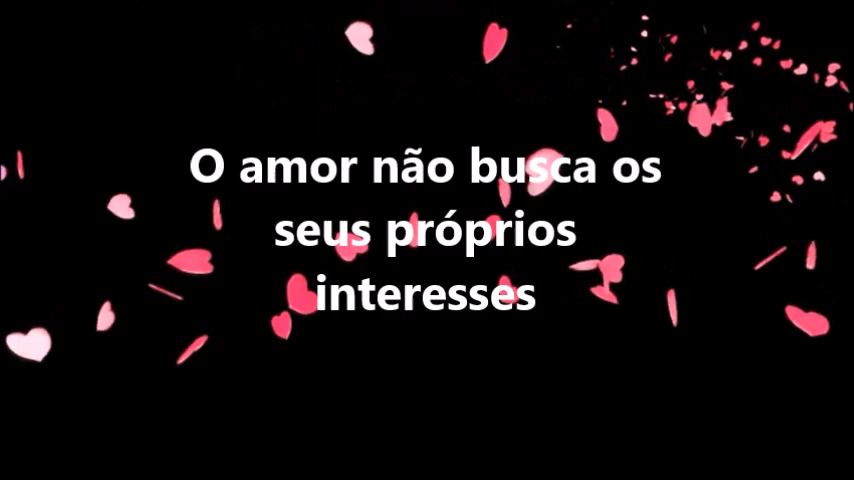 O amor não busca os
seus próprios
interesses